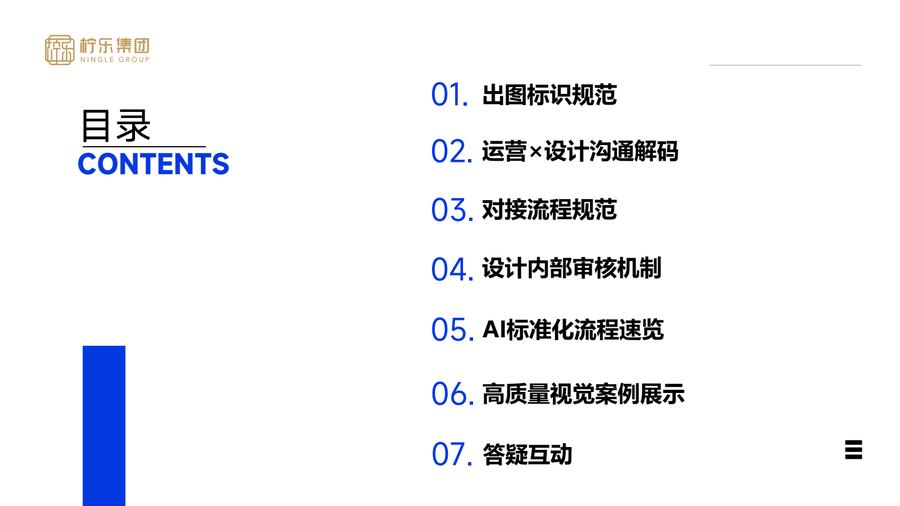 柠乐集团
NINGLE GROUP
目录
CONTENTS
01. 出图标识规范
02. 运营×设计沟通解码
03. 对接流程规范
04. 设计内部审核机制
05. AI标准化流程速览
06. 高质量视觉案例展示
07. 答疑互动